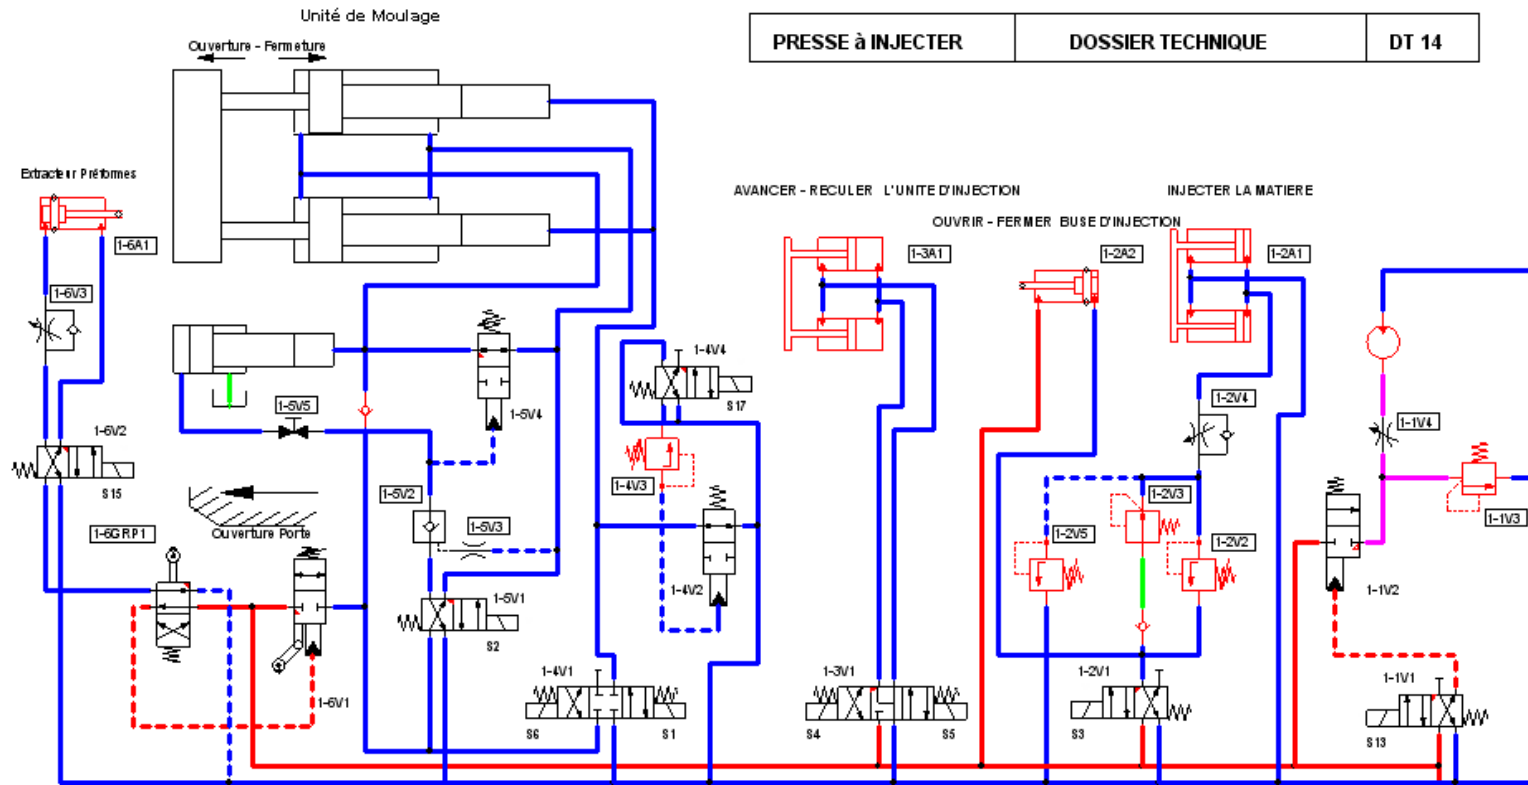 Unité de Moulage
PRESSE à INJECTER
DOSSIER TECHNIQUE
DT 14
Ouverture - Fermeture
Extracteur Préformes
AVANCER - RECULER L'UNITE D'INJECTION
INJECTER LA MATIERE
OUVRIR - FERMER BUSE D'INJECTION
1-6A1
1-3A1
1-2A2
1-2A1
1-6V3
1-4V4
1-5V4
S17
1-5V5
1-2V4
1-1V4
1-6V2
S15
1-4V3
1-5V2
1-2V3
1-1V3
1-5V3
Ouverture Porte
1-6GRP1
1-2V5
1-2V2
1-4V2
1-1V2
1-5V1
S2
1-6V1
1-4V1
1-3V1
1-2V1
1-1V1
S6
S1
S4
S5
S3
S13